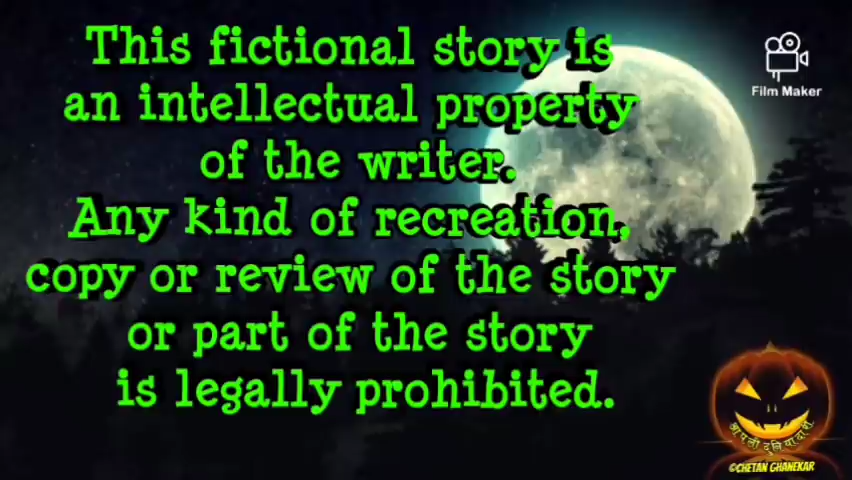 This fictional story is
an intellectual property
of the writer.
Any kind of recreation,
copy or review of the story
or part of the story
is legally prohibited.
Film Maker
आपली दुनियादारी
©CHETAN GHANEKAR